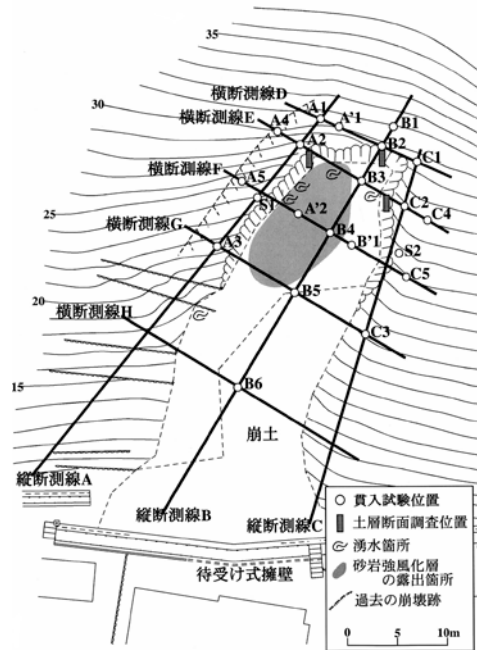 35
横断測線D
30
横断測線E
A4
A1
A'1
B1
A2
B2
C1
横断測線F
A5
B3
S1
A'2
C2
C4
25
横断測線G
A3
B4
B'1
S2
C5
B5
20
横断測線H
C3
15
B6
崩土
縦断測線A
縦断測線B
縦断測線C
待受け式擁壁
貫入試験位置
土層断面調査位置
湧水箇所
砂岩強風化層
の露出箇所
過去の崩壊跡
0 5 10m